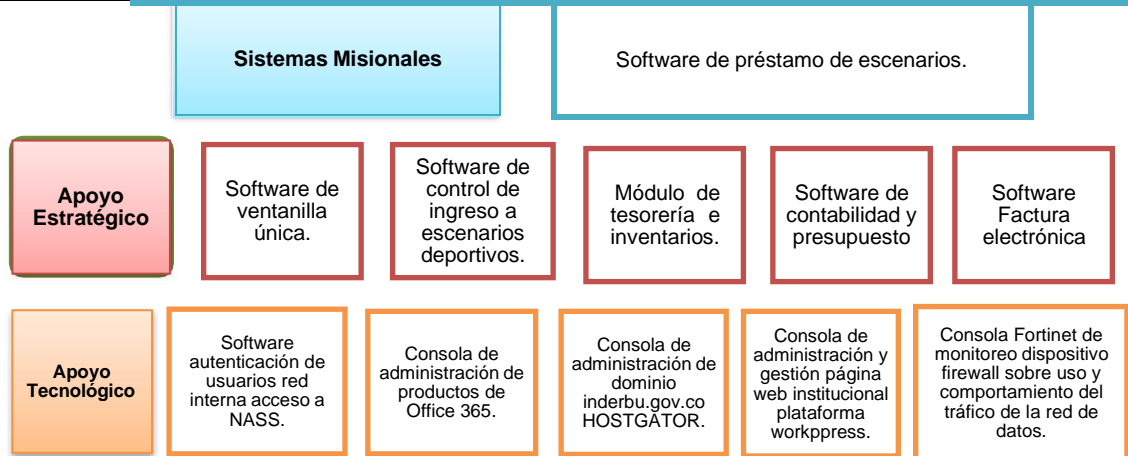 Sistemas Misionales
Software de préstamo de escenarios.
Apoyo
Estratégico
Software de
ventanilla
única.
Software de
control de
ingreso a
escenarios
deportivos.
Módulo de
tesorería e
inventarios.
Software de
contabilidad y
presupuesto
Software
Factura
electrónica
Apoyo
Tecnológico
Software
autenticación de
usuarios red
interna acceso a
NASS.
Consola de
administración de
productos de
Office 365.
Consola de
administración de
dominio
inderbu.gov.co
HOSTGATOR.
Consola de
administración y
gestión página
web institucional
plataforma
workppress.
Consola Fortinet de
monitoreo dispositivo
firewall sobre uso y
comportamiento del
tráfico de la red de
datos.